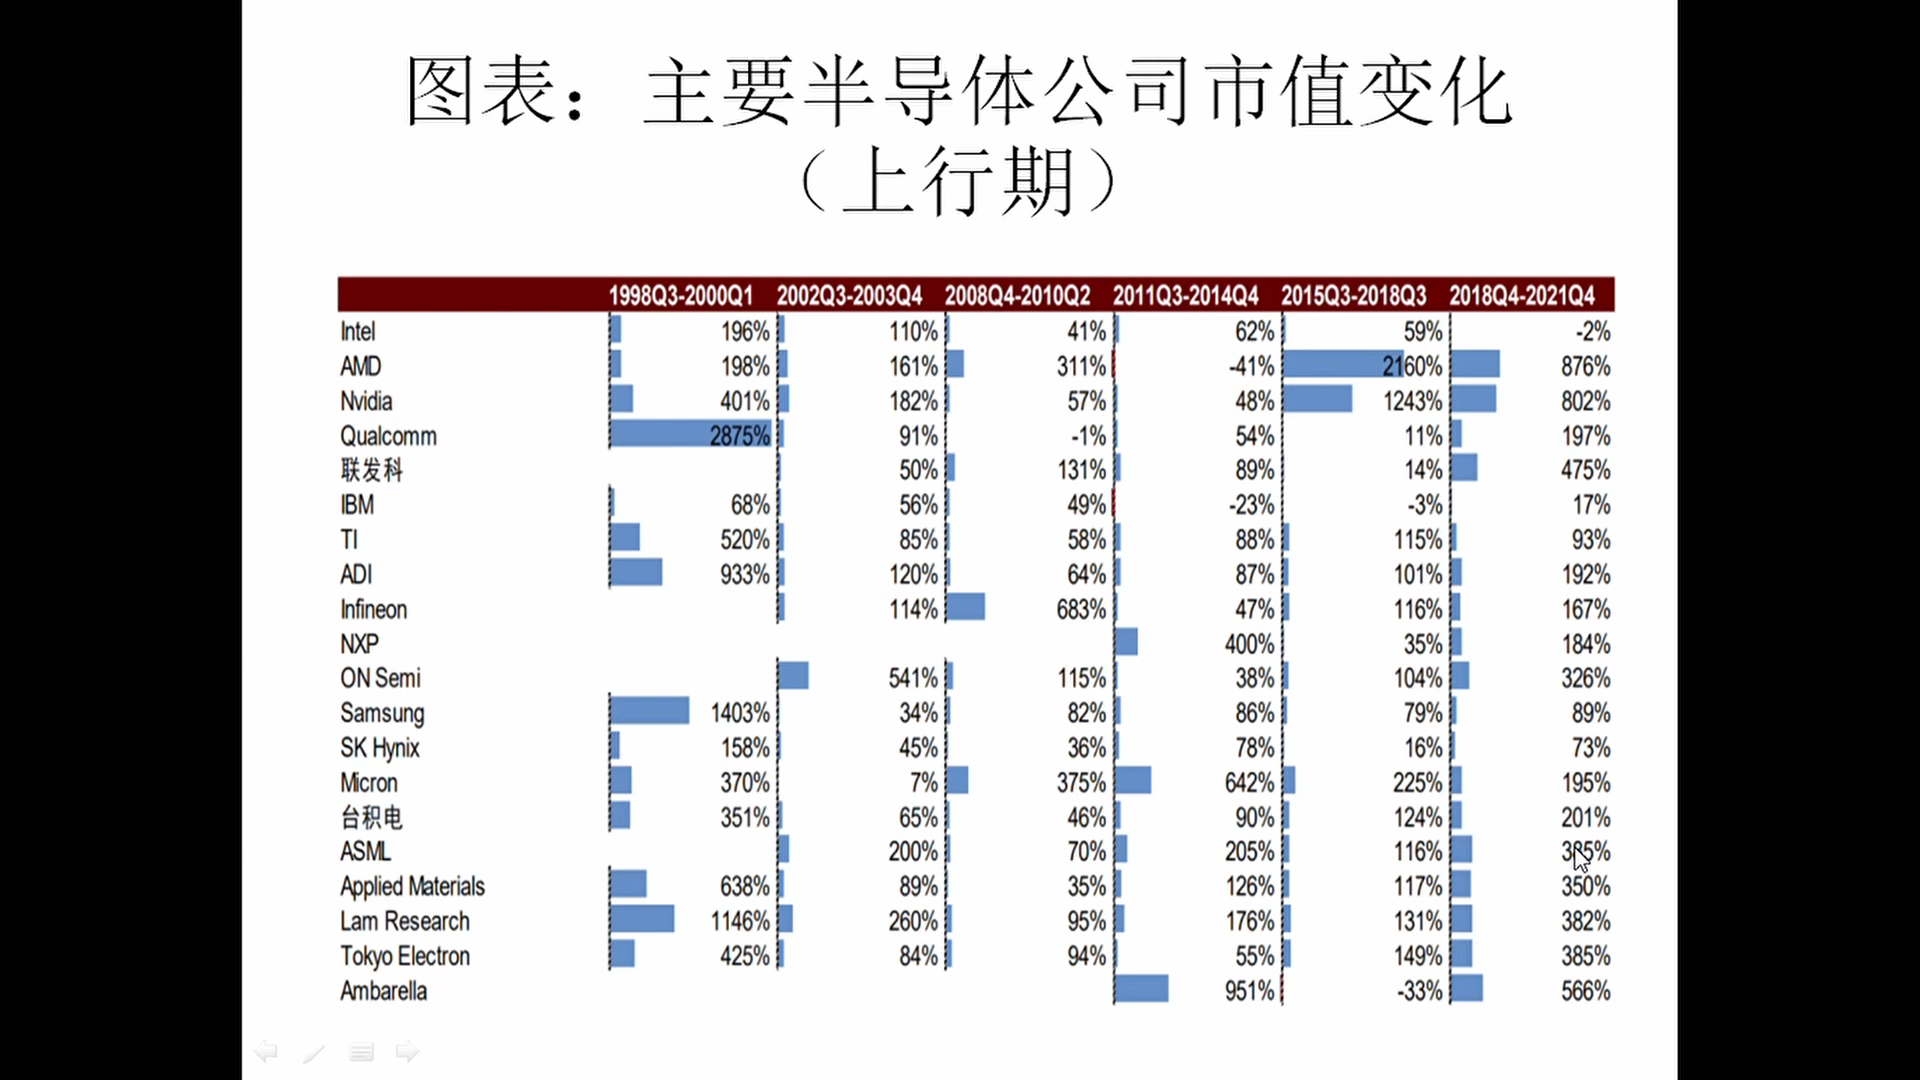 图表：主要半导体公司市值变化
（上行期）
1998Q3-2000Q1 2002Q3-2003Q4 2008Q4-2010Q2 2011Q3-2014Q4 2015Q3-2018Q3 2018Q4-2021Q4
Intel 196% 110% 41% 62% 59% -2%
AMD 198% 161% 311% -41% 2160% 876%
Nvidia 401% 182% 57% 48% 1243% 802%
Qualcomm 2875% 91% -1% 54% 11% 197%
联发科 50% 131% 89% 14% 475%
IBM 68% 56% 49% -23% -3% 17%
TI 520% 85% 58% 88% 115% 93%
ADI 933% 120% 64% 87% 101% 192%
Infineon 114% 683% 47% 116% 167%
NXP 400% 35% 184%
ON Semi 541% 115% 38% 104% 326%
Samsung 1403% 34% 82% 86% 79% 89%
SK Hynix 158% 45% 36% 78% 16% 73%
Micron 370% 7% 375% 642% 225% 195%
台积电 351% 65% 46% 90% 124% 201%
ASML 200% 70% 205% 116%
Applied Materials 638% 89% 35% 126% 117% 350%
Lam Research 1146% 260% 95% 176% 131% 382%
Tokyo Electron 425% 84% 94% 55% 149% 385%
Ambarella 951% -33% 566%